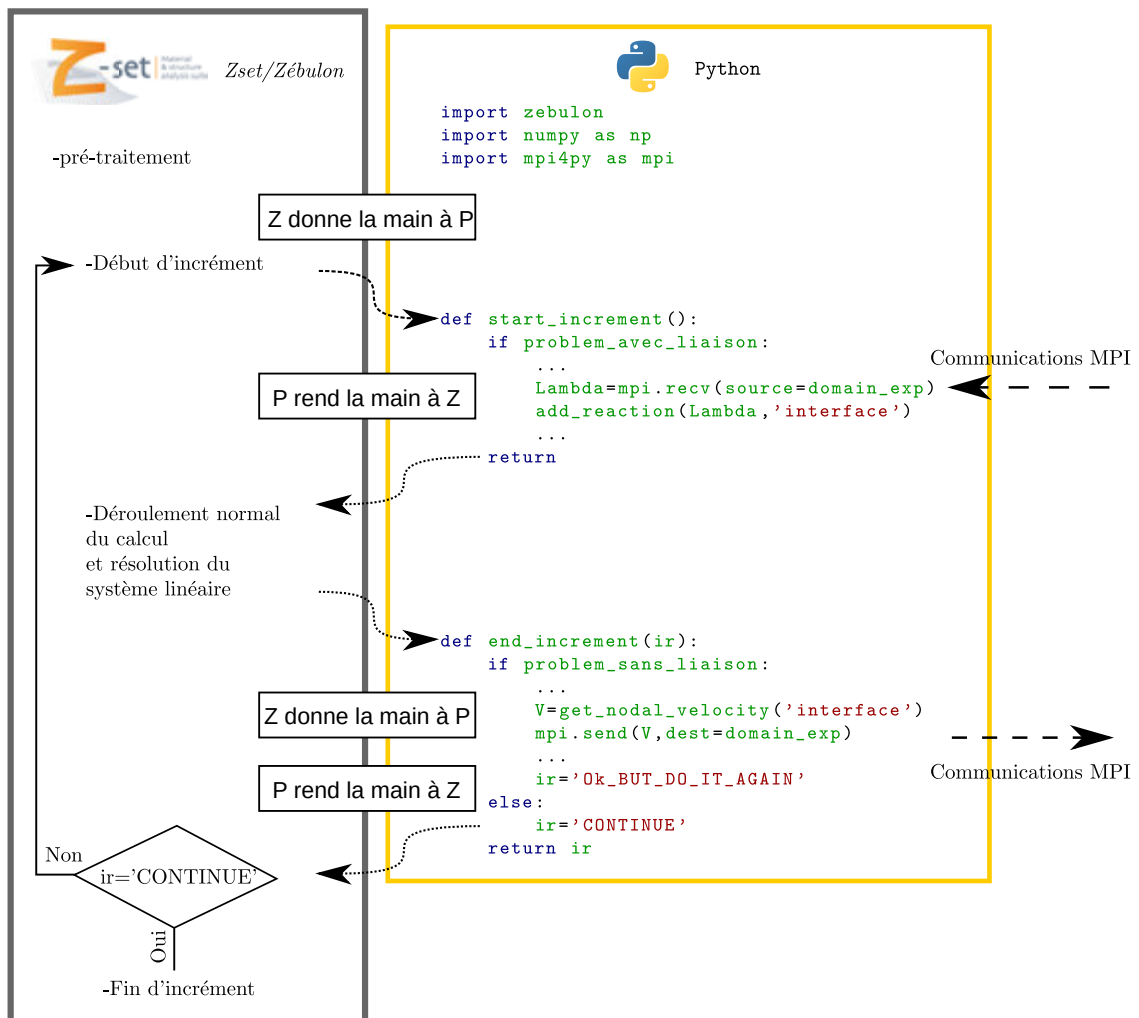 Z-set
Material
& structure
analysis suite
Zset/Zébulon
-pré-traitement
-Début d'incrément
-Déroulement normal
du calcul
et résolution du
système linéaire
Non
ir='CONTINUE'
Oui
-Fin d'incrément
Z donne la main à P
P rend la main à Z
Z donne la main à P
P rend la main à Z
Python
import zebulon
import numpy as np
import mpi4py as mpi
def start_increment():
if problem_avec_liaison:
...
Lambda=mpi.recv(source=domain_exp)
add_reaction(Lambda,'interface')
...
return
def end_increment(ir):
if problem_sans_liaison:
...
V=get_nodal_velocity('interface')
mpi.send(V,dest=domain_exp)
...
ir='Ok_BUT_DO_IT_AGAIN'
else:
ir='CONTINUE'
return ir
Communications MPI
Communications MPI